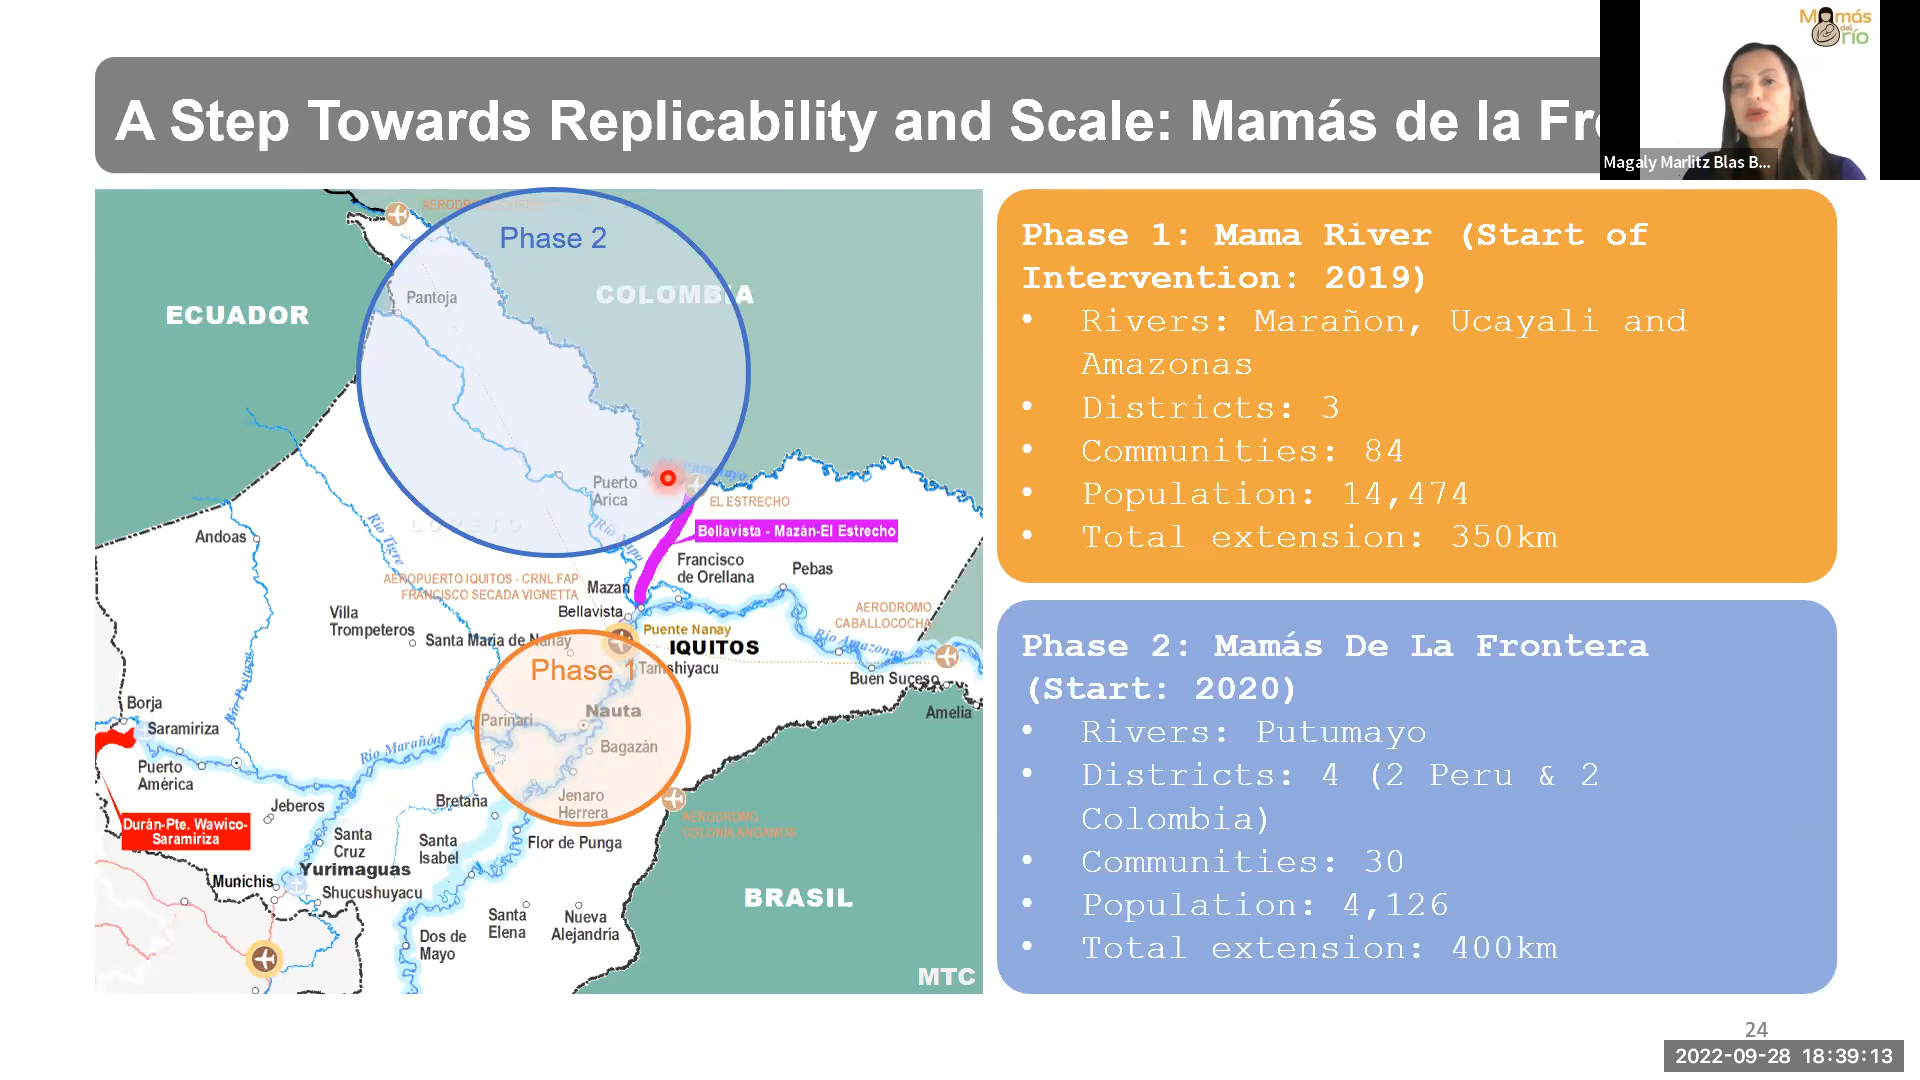 Mamás
del
río
A Step Towards Replicability and Scale: Mamás de la Fr
Magaly Marlitz Blas B...
Phase 2
COLOMBIA
ECUADOR
Pantoja
Puerto
Arica
LORETO
EL ESTRECHO
Bellavista - Mazán-El Estrecho
Andoas
Río Tigre
Río Napo
Francisco
de Orellana
Pebas
AEROPUERTO IQUITOS - CRNL.FAP
FRANCISCO SECADA VIGNETTA
Mazan
Bellavista
AERODROMO
CABALLOCOCHA
Villa
Trompeteros
Santa Maria de Nanay
Puente Nanay
IQUITOS
Río Amazonas
Phase 1
Tamshiyacu
Buen Suceso
Amelia
Borja
Saramiriza
Parinari
Nauta
Bagazán
Río Marañón
Puerto
América
Jeberos
Bretaña
Jenaro
Herrera
AERODROMO
COLONIA ANGAMOS
Durán-Pte. Wawico-
Saramiriza
Santa
Cruz
Santa
Isabel
Flor de Punga
Yurimaguas
Munichis
Shucushuyacu
BRASIL
Santa
Elena
Nueva
Alejandría
Dos de
Mayo
MTC
Phase 1: Mama River (Start of
Intervention: 2019)
• Rivers: Marañon, Ucayali and
Amazonas
• Districts: 3
• Communities: 84
• Population: 14,474
• Total extension: 350km
Phase 2: Mamás De La Frontera
(Start: 2020)
• Rivers: Putumayo
• Districts: 4 (2 Peru & 2
Colombia)
• Communities: 30
• Population: 4,126
• Total extension: 400km
24
2022-09-28 18:39:13